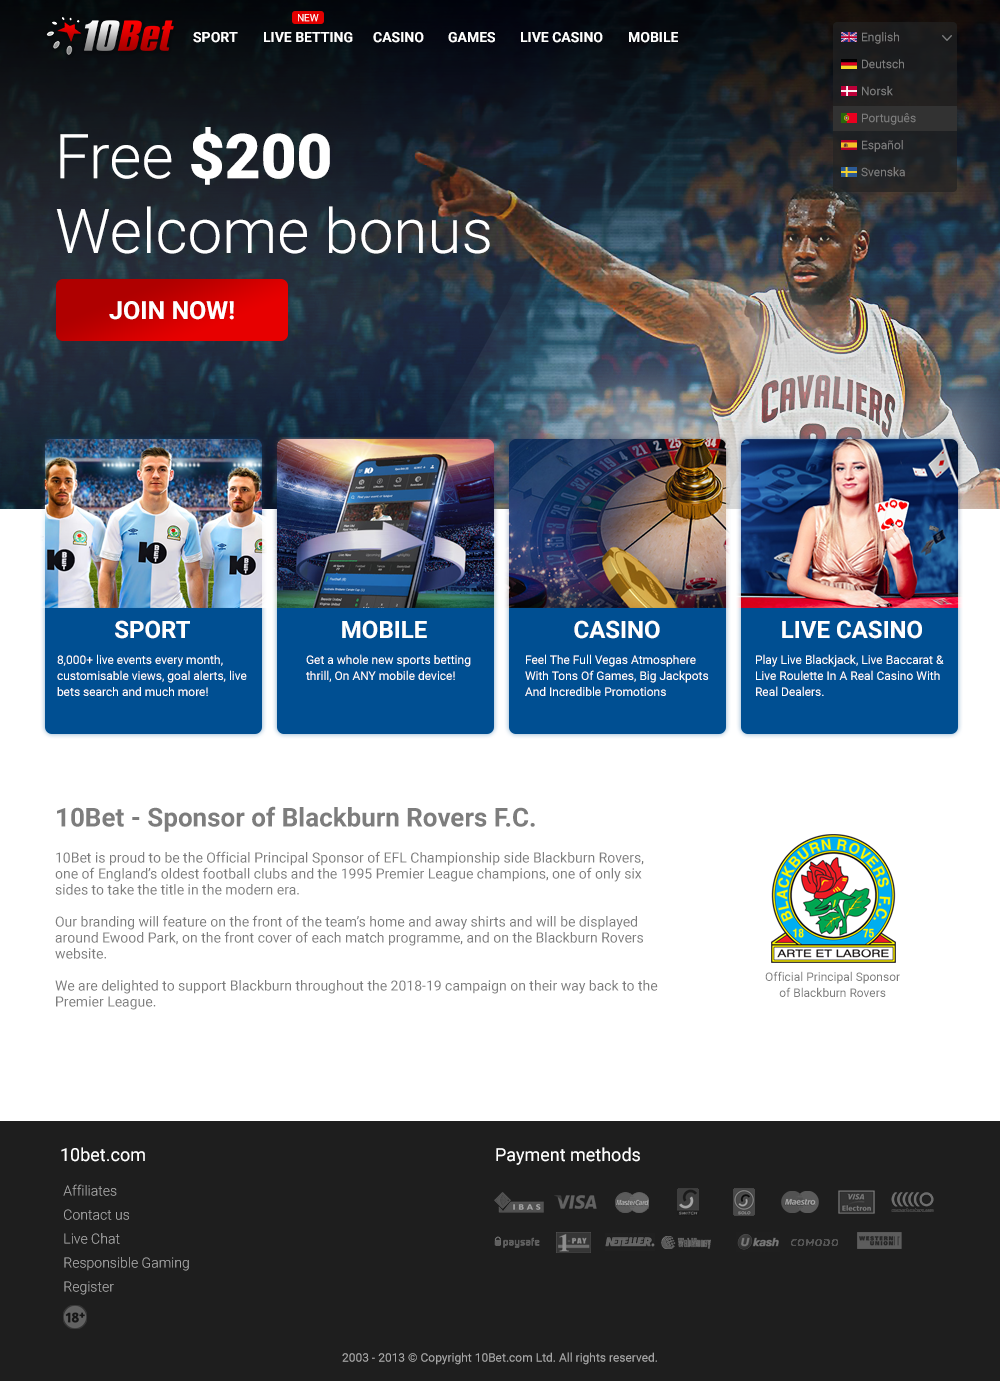 10Bet
SPORT
NEW
LIVE BETTING
CASINO
GAMES
LIVE CASINO
MOBILE
English
Deutsch
Norsk
Português
Español
Svenska
Free $200
Welcome bonus
JOIN NOW!
CAVALIERS
SPORT
8,000+ live events every month,
customisable views, goal alerts, live
bets search and much more!
MOBILE
Get a whole new sports betting
thrill, On ANY mobile device!
CASINO
Feel The Full Vegas Atmosphere
With Tons Of Games, Big Jackpots
And Incredible Promotions
LIVE CASINO
Play Live Blackjack, Live Baccarat &
Live Roulette In A Real Casino With
Real Dealers.
10Bet - Sponsor of Blackburn Rovers F.C.
10Bet is proud to be the Official Principal Sponsor of EFL Championship side Blackburn Rovers,
one of England's oldest football clubs and the 1995 Premier League champions, one of only six
sides to take the title in the modern era.
Our branding will feature on the front of the team's home and away shirts and will be displayed
around Ewood Park, on the front cover of each match programme, and on the Blackburn Rovers
website.
We are delighted to support Blackburn throughout the 2018-19 campaign on their way back to the
Premier League.
BLACKBURN ROVERS F.C.
18 75
ARTE ET LABORE
Official Principal Sponsor
of Blackburn Rovers
10bet.com
Affiliates
Contact us
Live Chat
Responsible Gaming
Register
18+
Payment methods
IBAS
VISA
MasterCard
SWITCH
SOLO
Maestro
VISA
Electron
paysafe
1-PAY
NETELLER.
WebMoney
Ukash
COMODO
WESTERN
UNION
2003 - 2013 © Copyright 10Bet.com Ltd. All rights reserved.